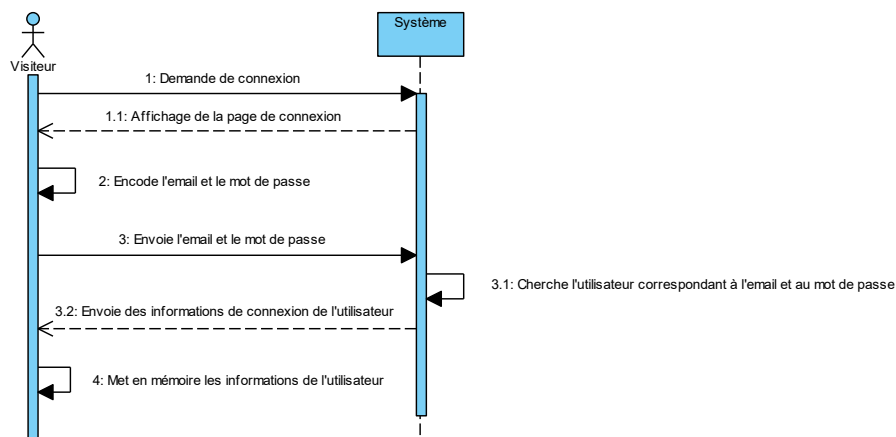 Système
Visiteur
1: Demande de connexion
1.1: Affichage de la page de connexion
2: Encode l'email et le mot de passe
3: Envoie l'email et le mot de passe
3.1: Cherche l'utilisateur correspondant à l'email et au mot de passe
3.2: Envoie des informations de connexion de l'utilisateur
4: Met en mémoire les informations de l'utilisateur